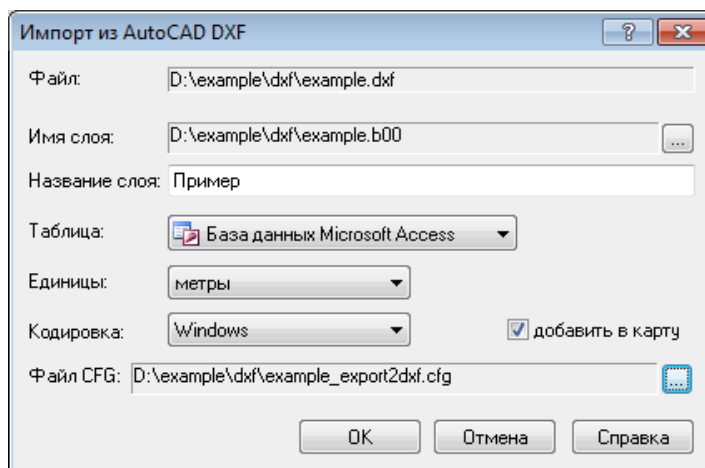 Импорт из AutoCAD DXF
Файл: D:\example\dxf\example.dxf
Имя слоя: D:\example\dxf\example.b00 ...
Название слоя: Пример
Таблица: База данных Microsoft Access
Единицы: метры
Кодировка: Windows добавить в карту
Файл CFG: D:\example\dxf\example_export2dxf.cfg ...
OK Отмена Справка